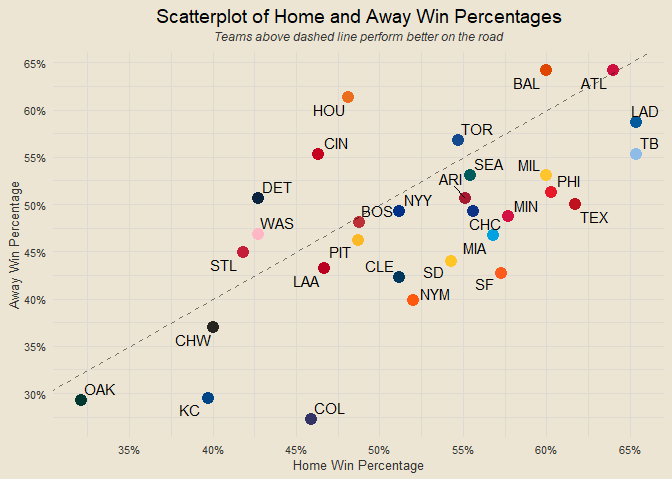 Scatterplot of Home and Away Win Percentages
Teams above dashed line perform better on the road
65%
BAL
ATL
60%
HOU
LAD
TOR
55%
CIN
TB
SEA
MIL
DET
ARI
PHI
50%
BOS
NYY
MIN
WAS
CHC
TEX
45%
STL
PIT
MIA
LAA
CLE
SD
SF
NYM
40%
CHW
35%
30%
OAK
KC
COL
Away Win Percentage
35%
40%
45%
50%
55%
60%
65%
Home Win Percentage